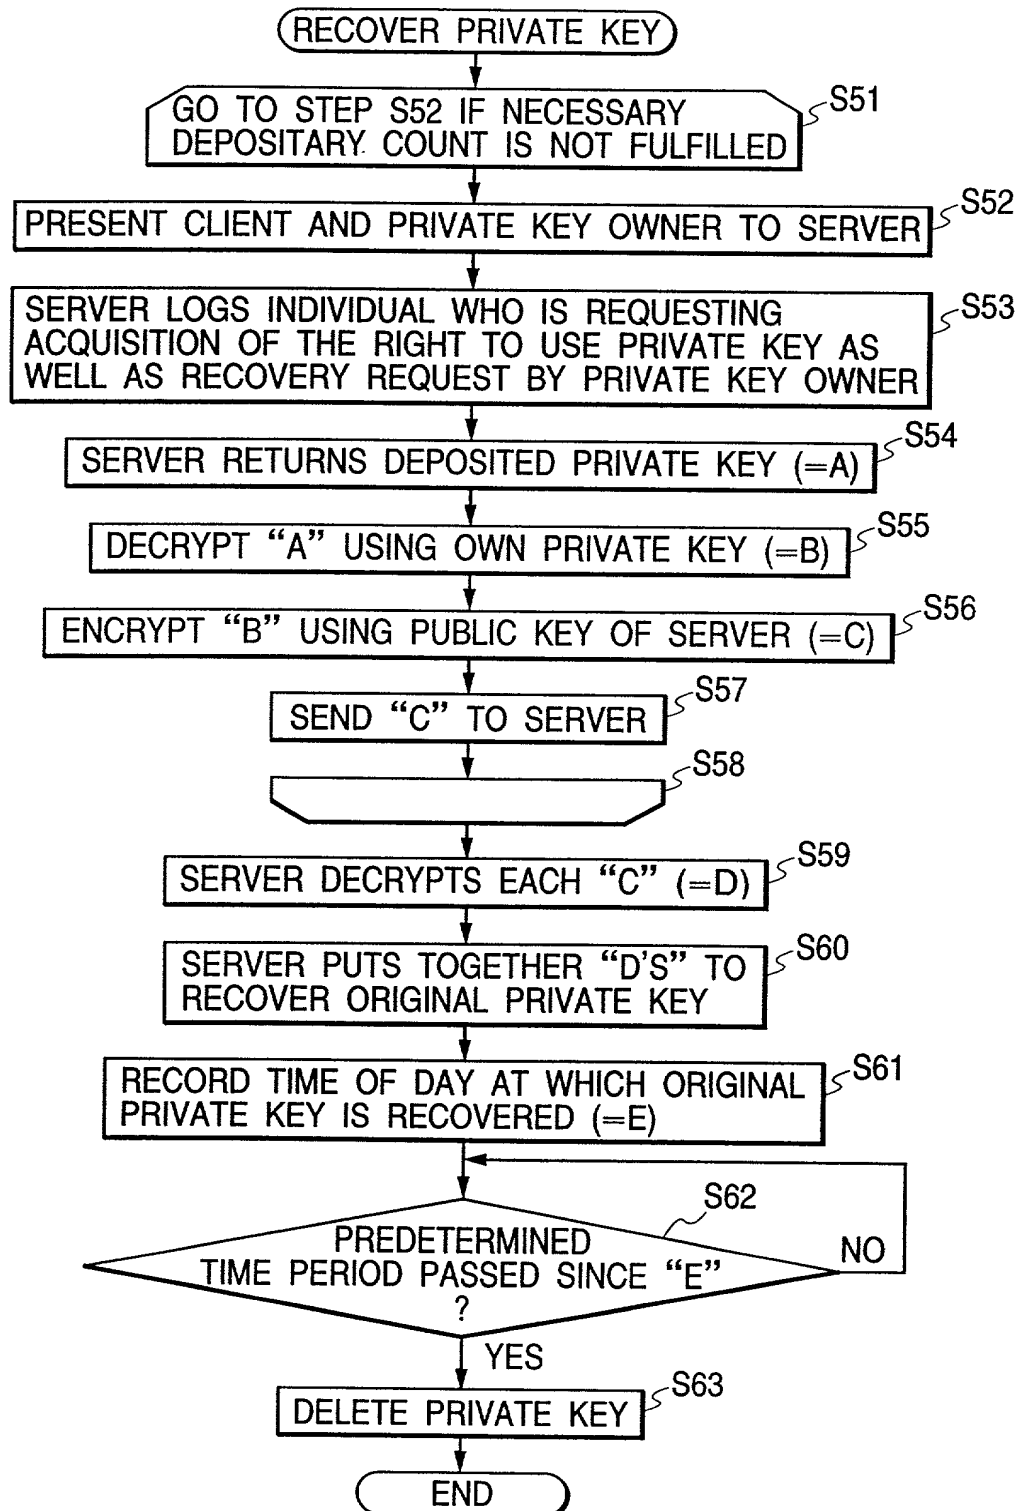 RECOVER PRIVATE KEY
GO TO STEP S52 IF NECESSARY
DEPOSITARY COUNT IS NOT FULFILLED
S51
PRESENT CLIENT AND PRIVATE KEY OWNER TO SERVER
S52
SERVER LOGS INDIVIDUAL WHO IS REQUESTING
ACQUISITION OF THE RIGHT TO USE PRIVATE KEY AS
WELL AS RECOVERY REQUEST BY PRIVATE KEY OWNER
S53
SERVER RETURNS DEPOSITED PRIVATE KEY (=A)
S54
DECRYPT “A” USING OWN PRIVATE KEY (=B)
S55
ENCRYPT “B” USING PUBLIC KEY OF SERVER (=C)
S56
SEND “C” TO SERVER
S57
S58
SERVER DECRYPTS EACH “C” (=D)
S59
SERVER PUTS TOGETHER “D'S” TO
RECOVER ORIGINAL PRIVATE KEY
S60
RECORD TIME OF DAY AT WHICH ORIGINAL
PRIVATE KEY IS RECOVERED (=E)
S61
S62
PREDETERMINED
TIME PERIOD PASSED SINCE “E”
?
NO
YES
DELETE PRIVATE KEY
S63
END